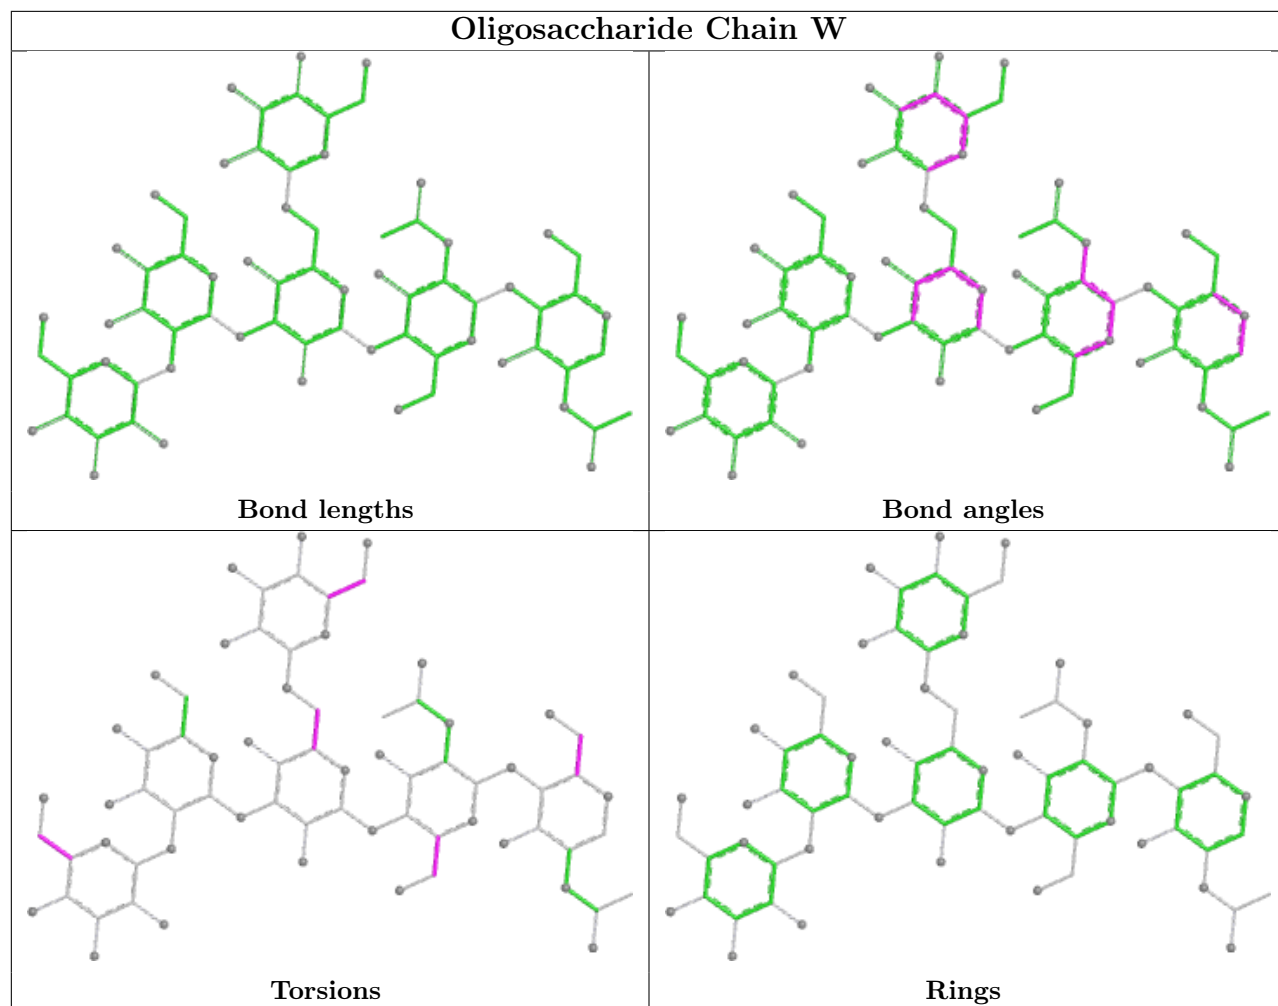 Oligosaccharide Chain W
Bond lengths
Bond angles
Torsions
Rings